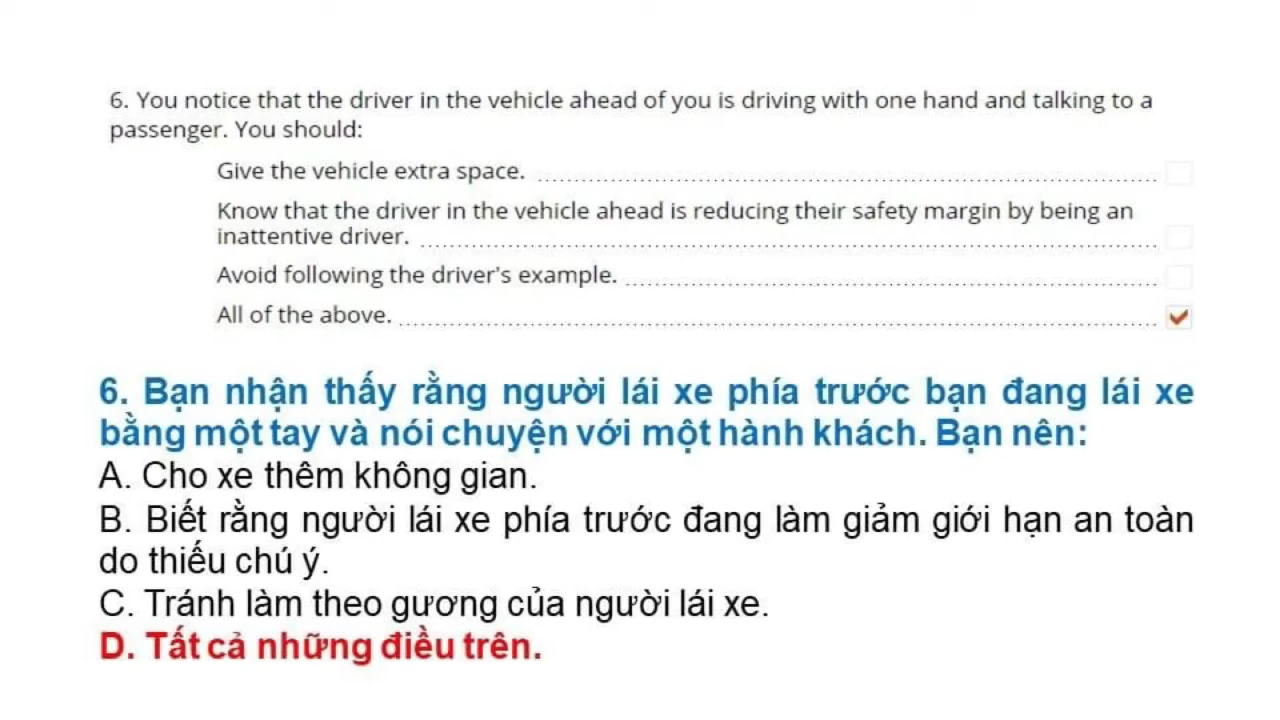 6. You notice that the driver in the vehicle ahead of you is driving with one hand and talking to a
passenger. You should:
Give the vehicle extra space.
Know that the driver in the vehicle ahead is reducing their safety margin by being an
inattentive driver.
Avoid following the driver's example.
All of the above.
6. Bạn nhận thấy rằng người lái xe phía trước bạn đang lái xe
bằng một tay và nói chuyện với một hành khách. Bạn nên:
A. Cho xe thêm không gian.
B. Biết rằng người lái xe phía trước đang làm giảm giới hạn an toàn
do thiếu chú ý.
C. Tránh làm theo gương của người lái xe.
D. Tất cả những điều trên.